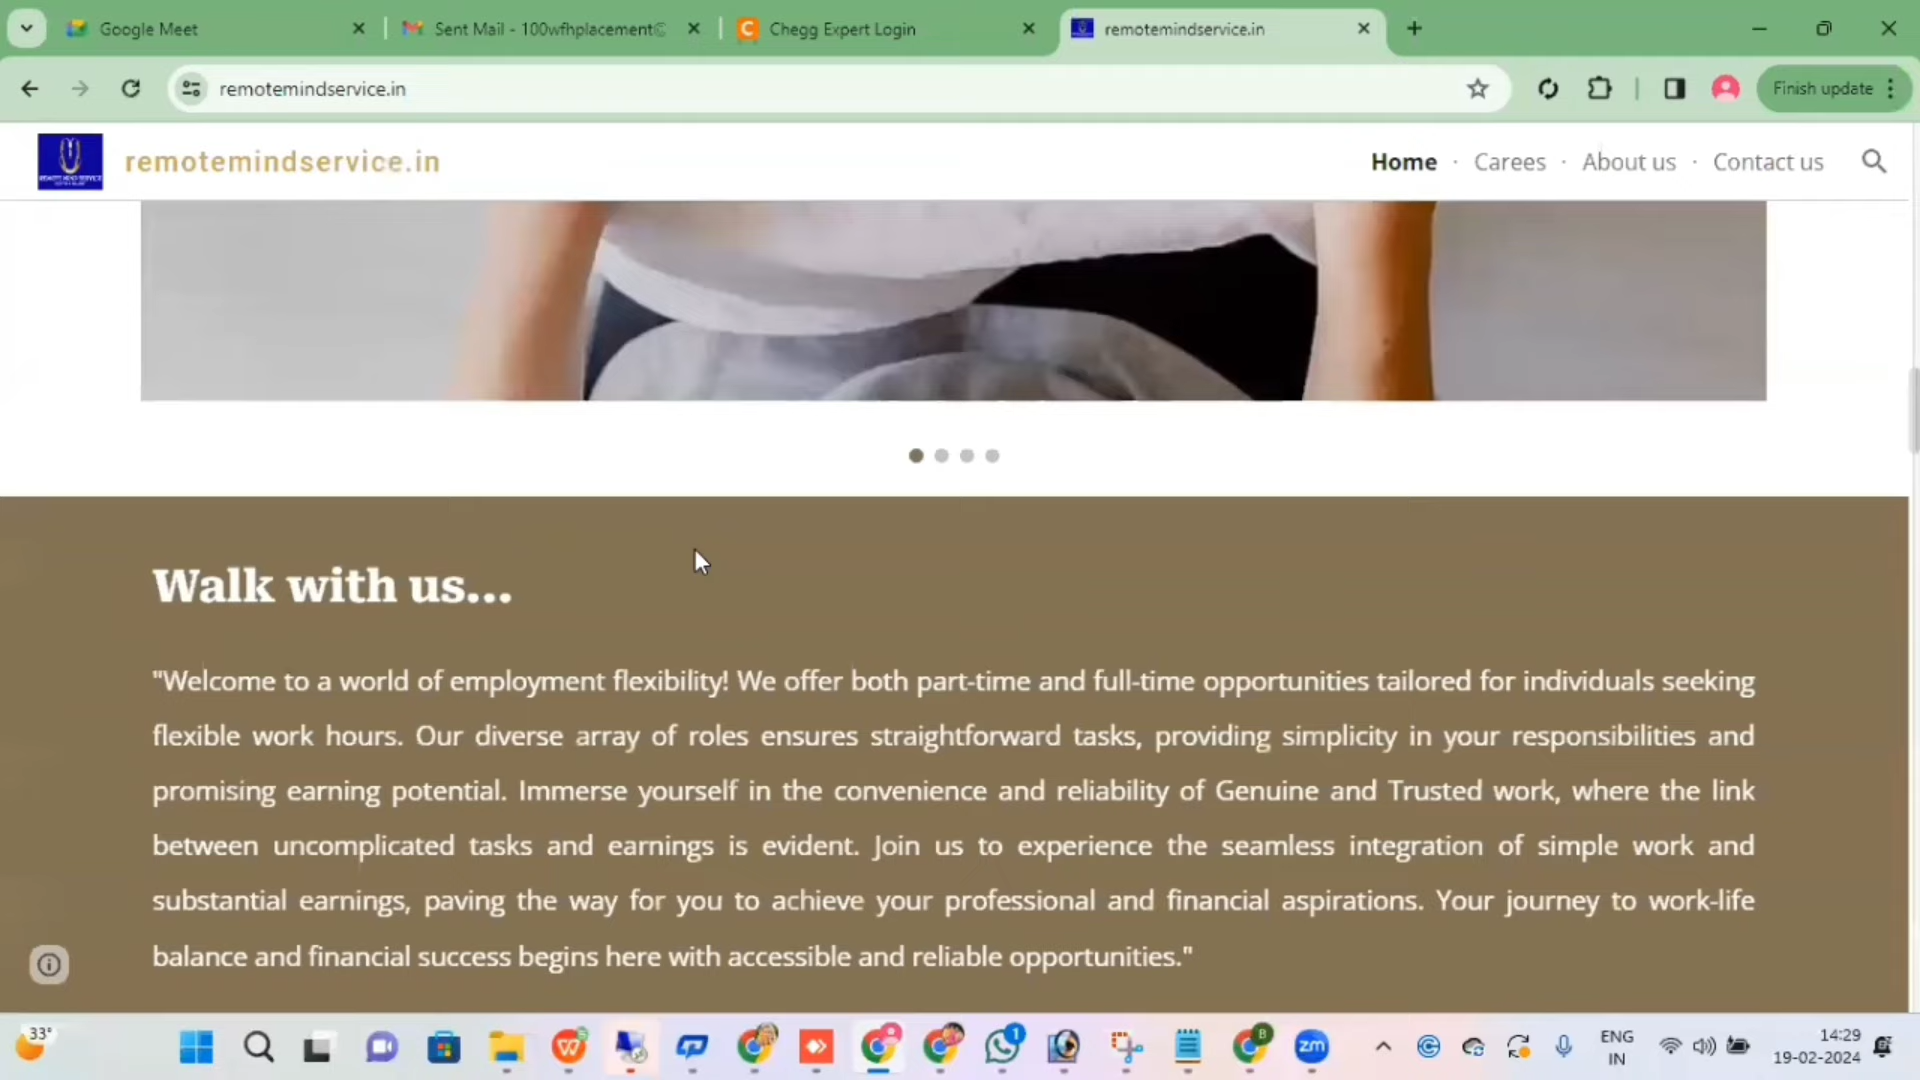 Google Meet
Sent Mail - 100wfhplacement
Chegg Expert Login
remotemindservice.in
remotemindservice.in
Finish update
remotemindservice.in
Home · Carees · About us · Contact us
Walk with us...
"Welcome to a world of employment flexibility! We offer both part-time and full-time opportunities tailored for individuals seeking
flexible work hours. Our diverse array of roles ensures straightforward tasks, providing simplicity in your responsibilities and
promising earning potential. Immerse yourself in the convenience and reliability of Genuine and Trusted work, where the link
between uncomplicated tasks and earnings is evident. Join us to experience the seamless integration of simple work and
substantial earnings, paving the way for you to achieve your professional and financial aspirations. Your journey to work-life
balance and financial success begins here with accessible and reliable opportunities."
33°
1
B
zm
ENG
IN
14:29
19-02-2024